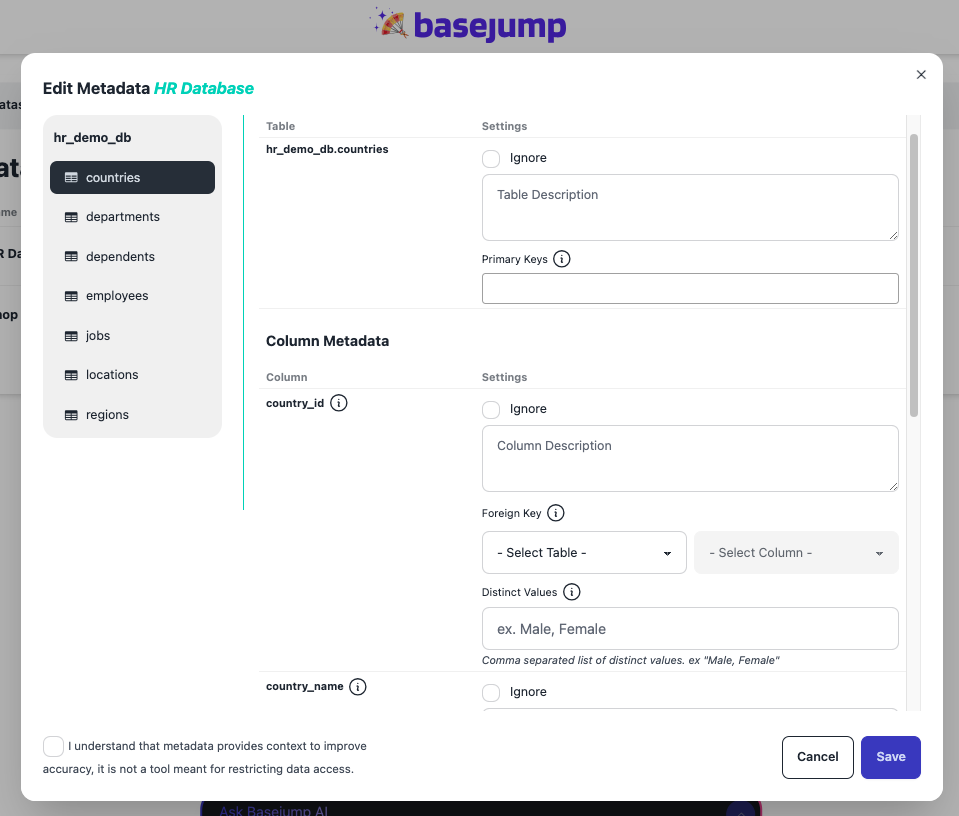 basejump
Edit Metadata HR Database
hr_demo_db
countries
departments
dependents
employees
jobs
locations
regions
Table
Settings
hr_demo_db.countries
Ignore
Table Description
Primary Keys
Column Metadata
Column
Settings
country_id
Ignore
Column Description
Foreign Key
- Select Table -
- Select Column -
Distinct Values
ex. Male, Female
Comma separated list of distinct values. ex "Male, Female"
country_name
Ignore
I understand that metadata provides context to improve
accuracy, it is not a tool meant for restricting data access.
Cancel
Save
Ask Basejump AI